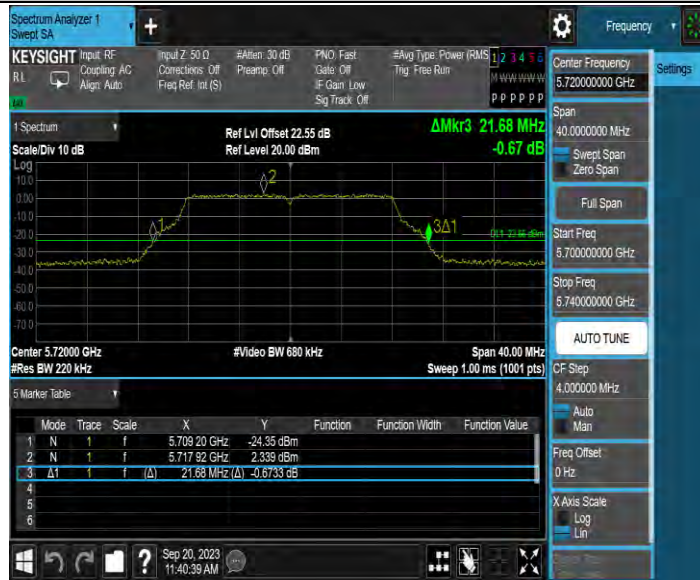 Spectrum Analyzer 1
Swept SA
+
Frequency
KEYSIGHT
RL
Input: RF
Coupling: AC
Align: Auto
Input Z: 50 Ω
Corrections: Off
Freq Ref: Int (S)
#Atten: 30 dB
Preamp: Off
PNO: Fast
Gate: Off
IF Gain: Low
Sig Track: Off
#Avg Type: Power (RMS
Trig: Free Run
1 2 3 4 5 6
M W W W W W
P P P P P P
Center Frequency
5.720000000 GHz
Settings
Span
40.0000000 MHz
Swept Span
Zero Span
Full Span
Start Freq
5.700000000 GHz
Stop Freq
5.740000000 GHz
AUTO TUNE
CF Step
4.000000 MHz
Auto
Man
Freq Offset
0 Hz
X Axis Scale
Log
Lin
1 Spectrum
Scale/Div 10 dB
Ref Lvl Offset 22.55 dB
Ref Level 20.00 dBm
ΔMkr3 21.68 MHz
-0.67 dB
Log
10.0
0.00
-10.0
-20.0
-30.0
-40.0
-50.0
-60.0
-70.0
2
3Δ1
Center 5.72000 GHz
#Res BW 220 kHz
#Video BW 680 kHz
Span 40.00 MHz
Sweep 1.00 ms (1001 pts)
5 Marker Table
Mode Trace Scale X Y Function Function Width Function Value
1 N 1 f 5.709 20 GHz -24.35 dBm
2 N 1 f 5.717 92 GHz 2.339 dBm
3 Δ1 1 f (Δ) 21.68 MHz (Δ) -0.6733 dB
4
5
6
?
Sep 20, 2023
11:40:39 AM